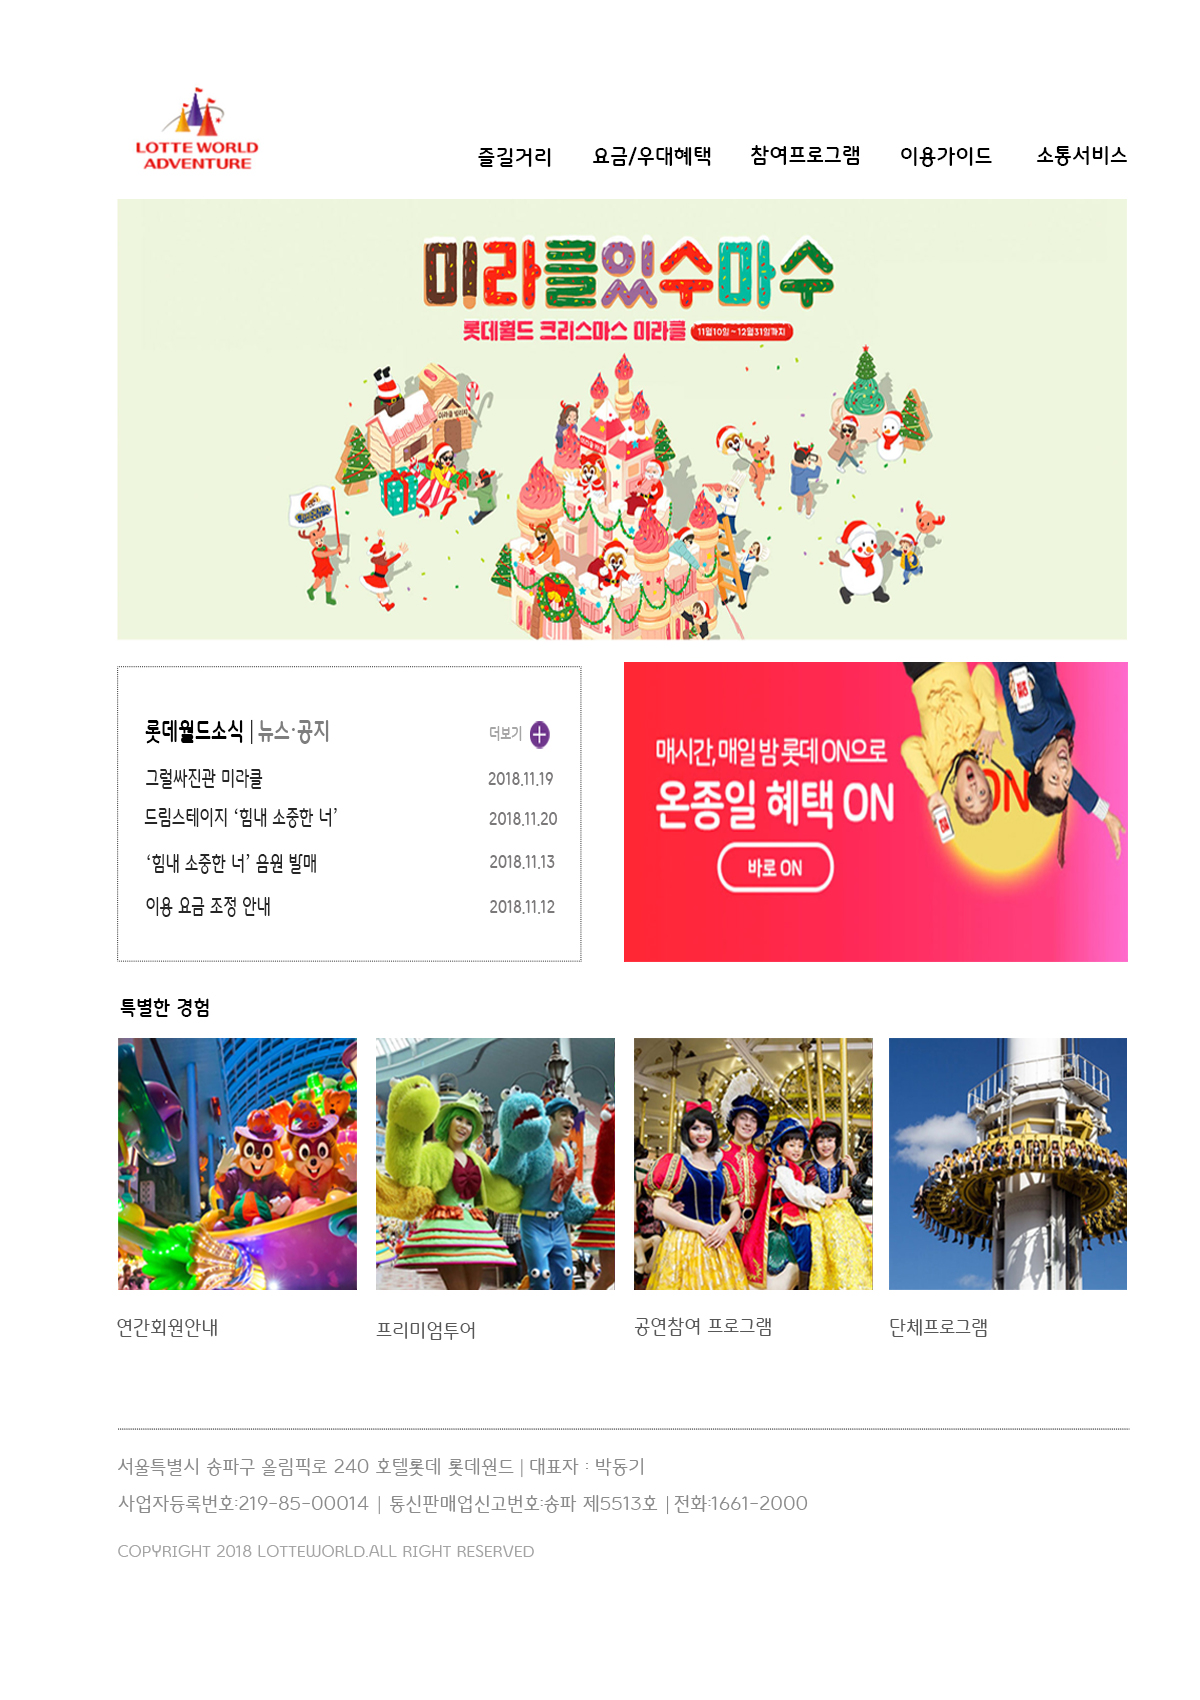 LOTTE WORLD
ADVENTURE
즐길거리 요금/우대혜택 참여프로그램 이용가이드 소통서비스
미라클있수마수
롯데월드 크리스마스 미라클 11월10일~12월31일까지
미라클 빌리지
롯데월드소식 | 뉴스·공지 더보기
그럴싸진관 미라클 2018.11.19
드림스테이지 ‘힘내 소중한 너’ 2018.11.20
‘힘내 소중한 너’ 음원 발매 2018.11.13
이용 요금 조정 안내 2018.11.12
매시간, 매일 밤 롯데 ON으로
온종일 혜택 ON
바로 ON
ON
특별한 경험
연간회원안내 프리미엄투어 공연참여 프로그램 단체프로그램
서울특별시 송파구 올림픽로 240 호텔롯데 롯데원드 | 대표자 : 박동기
사업자등록번호:219-85-00014 | 통신판매업신고번호:송파 제5513호 | 전화:1661-2000
COPYRIGHT 2018 LOTTEWORLD.ALL RIGHT RESERVED